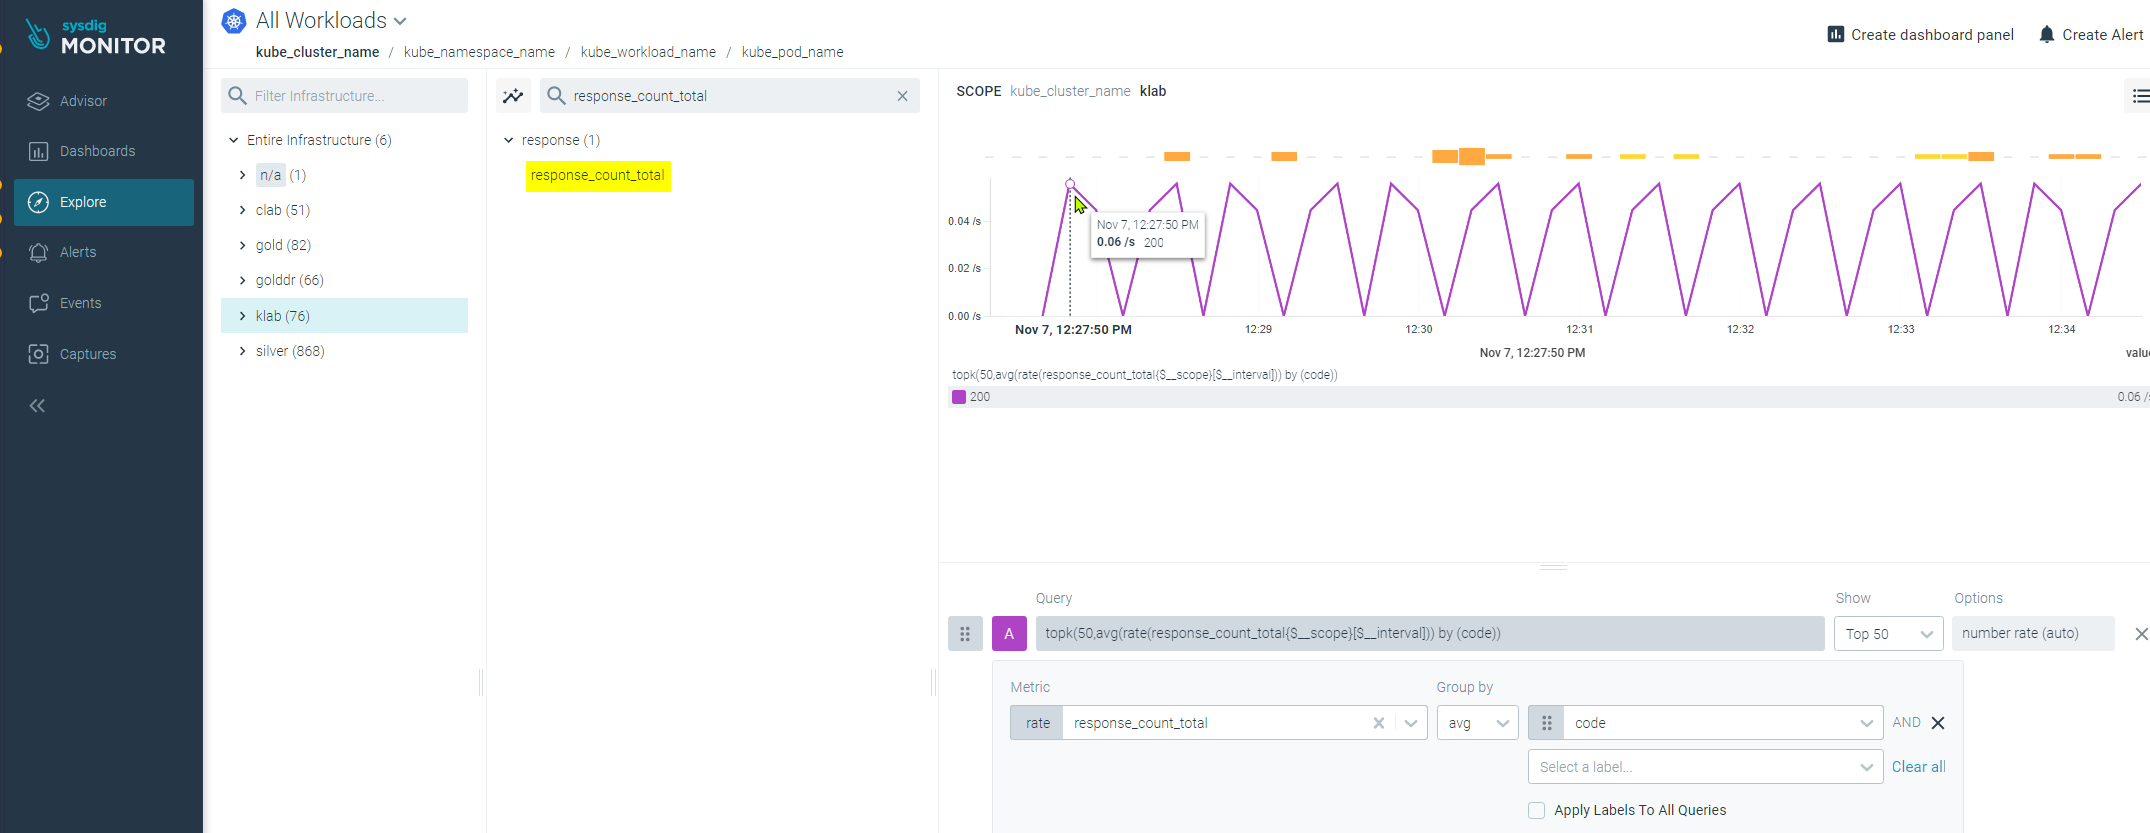 sysdig
MONITOR
Advisor
Dashboards
Explore
Alerts
Events
Captures
All Workloads
kube_cluster_name / kube_namespace_name / kube_workload_name / kube_pod_name
Create dashboard panel
Create Alert
Filter Infrastructure...
Entire Infrastructure (6)
n/a (1)
clab (51)
gold (82)
golddr (66)
klab (76)
silver (868)
response_count_total
response (1)
response_count_total
SCOPE kube_cluster_name klab
0.04 /s
0.02 /s
0.00 /s
Nov 7, 12:27:50 PM
0.06 /s 200
Nov 7, 12:27:50 PM 12:29 12:30 12:31 12:32 12:33 12:34
Nov 7, 12:27:50 PM
topk(50,avg(rate(response_count_total{$__scope}[$__interval])) by (code))
200 0.06 /s
Query Show Options
A topk(50,avg(rate(response_count_total{$__scope}[$__interval])) by (code)) Top 50 number rate (auto)
Metric Group by
rate response_count_total avg code AND
Select a label... Clear all
Apply Labels To All Queries